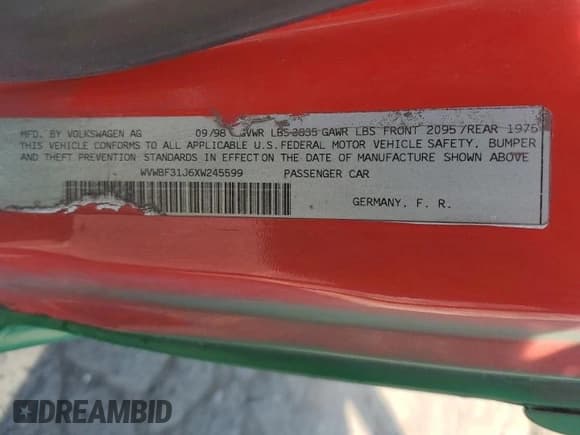 MFD. BY VOLKSWAGEN AG 09/98 GVWR LBS 3835 GAWR LBS FRONT 2095/REAR 1976
THIS VEHICLE CONFORMS TO ALL APPLICABLE U.S.FEDERAL MOTOR VEHICLE SAFETY, BUMPER
AND THEFT PREVENTION STANDARDS IN EFFECT ON THE DATE OF MANUFACTURE SHOWN ABOVE
WVWBF31J6XW245599 PASSENGER CAR
GERMANY, F. R.
DREAMBID